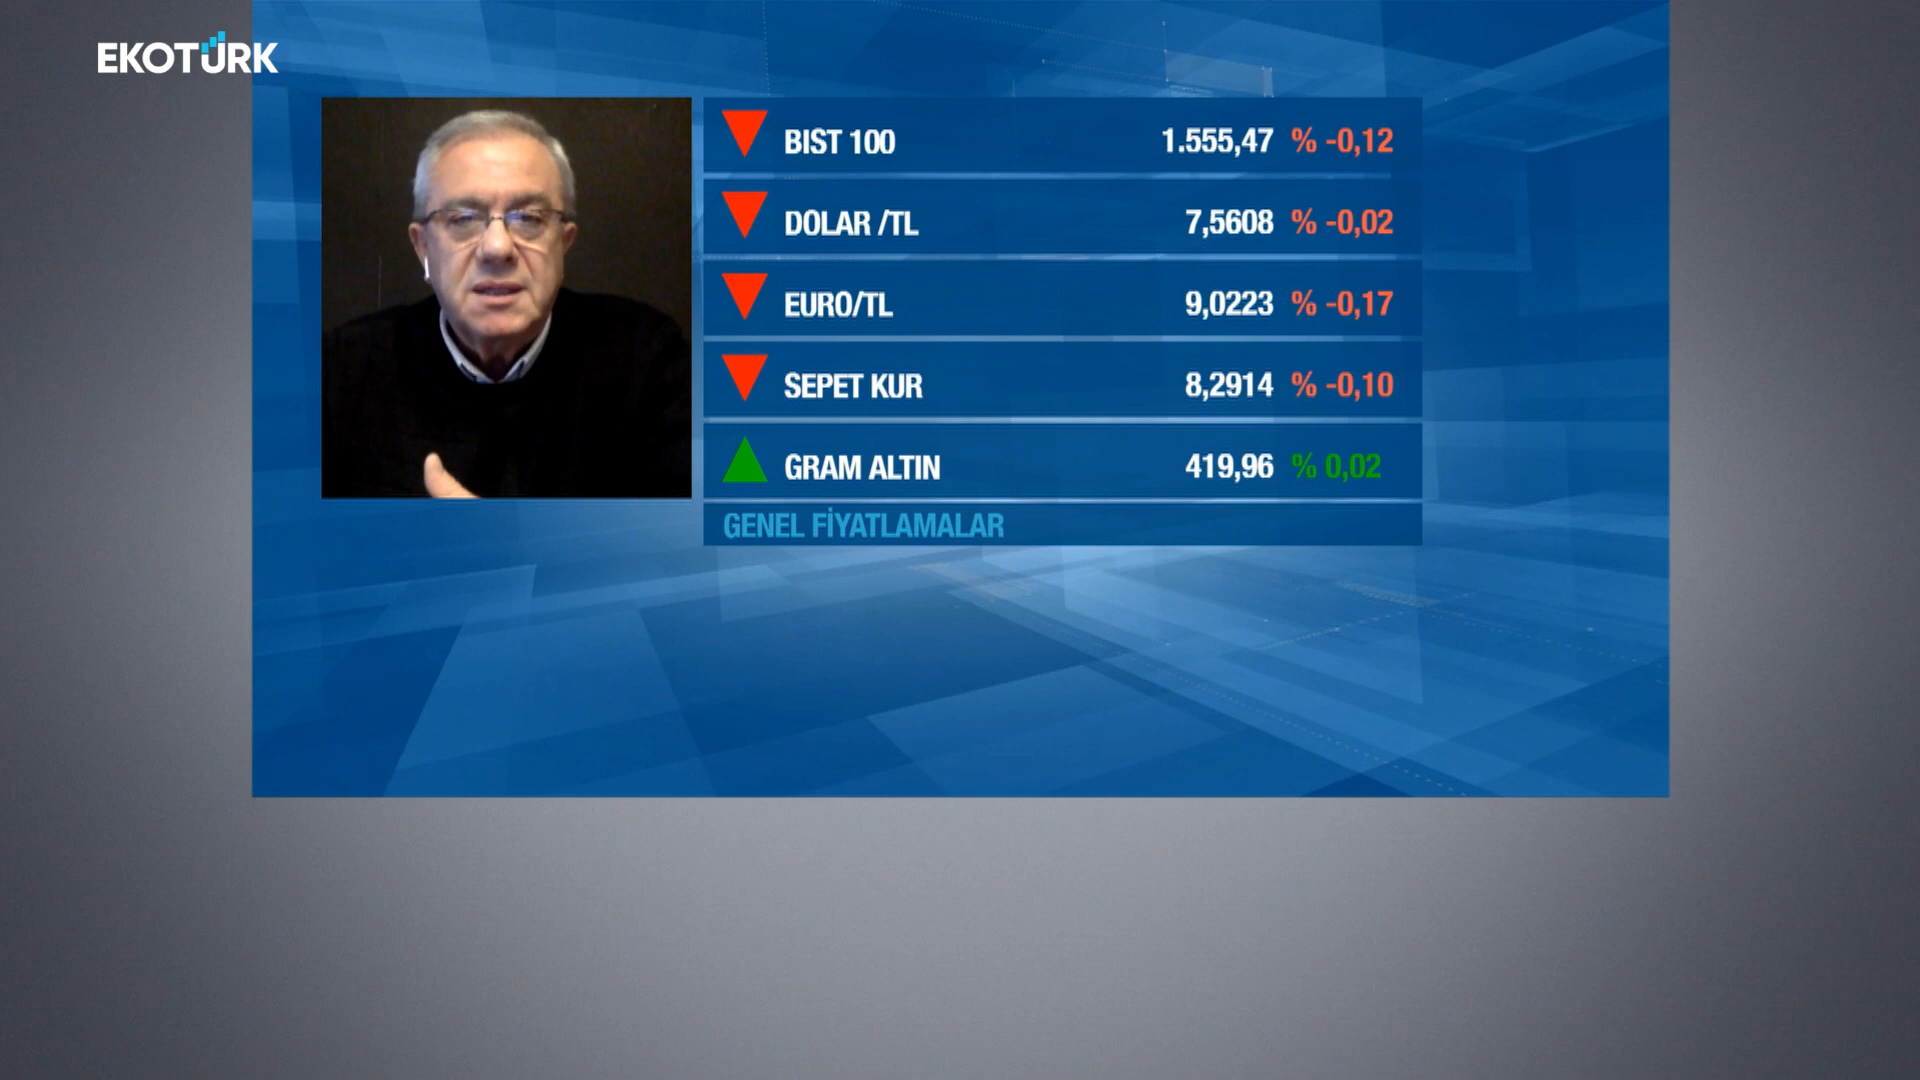 EKOTÜRK
BIST 100 1.555,47 % -0,12
DOLAR /TL 7,5608 % -0,02
EURO/TL 9,0223 % -0,17
SEPET KUR 8,2914 % -0,10
GRAM ALTIN 419,96 % 0,02
GENEL FİYATLAMALAR